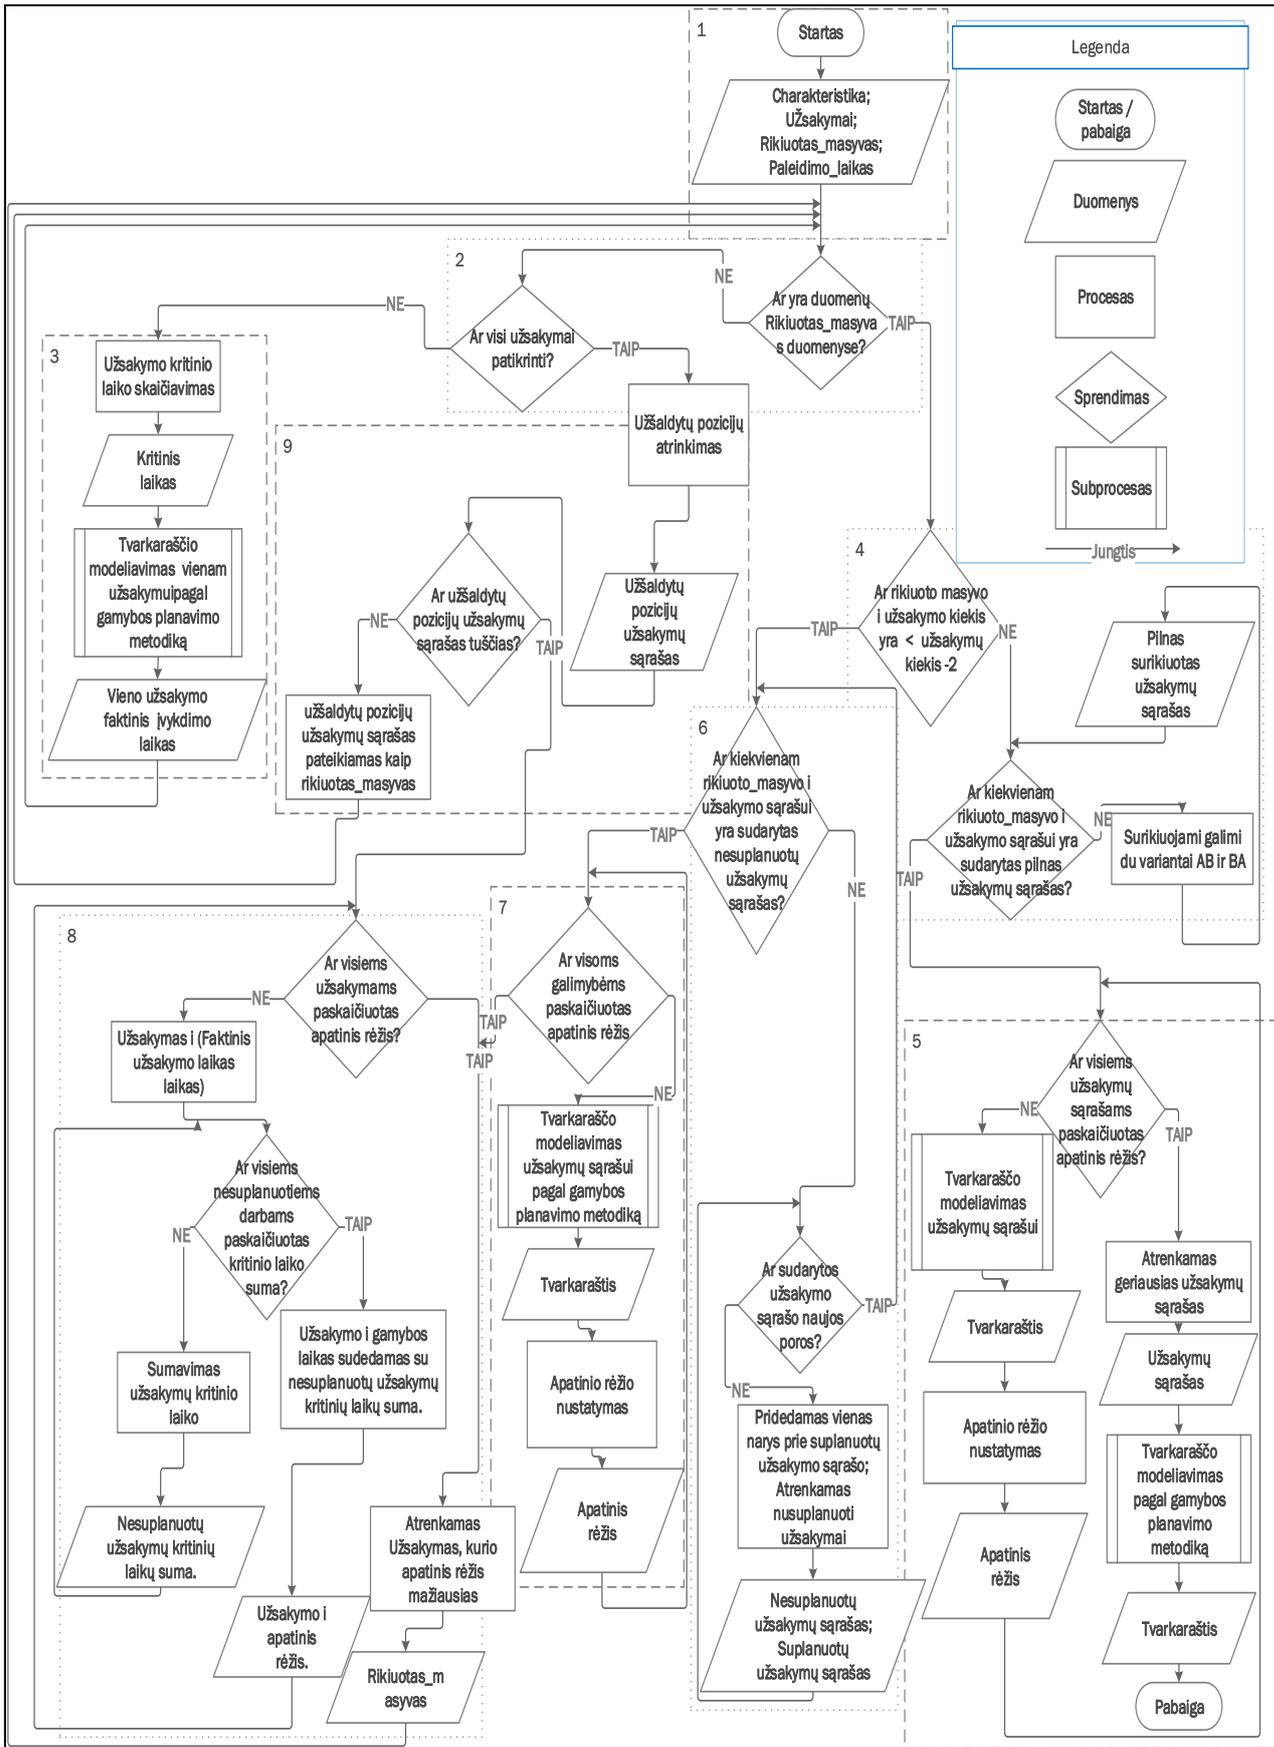 1
Startas
Charakteristika;
UŽsakymai;
Rikiuotas_masyvas;
Paleidimo_laikas
Legenda
Startas /
pabaiga
Duomenys
Procesas
Sprendimas
Subprocesas
Jungtis
2
NE
Ar yra duomenų
Rikiuotas_masyva
s duomenyse?
TAIP
NE
Ar visi užsakymai
patikrinti?
TAIP
3
Užsakymo kritinio
laiko skaičiavimas
Kritinis
laikas
Tvarkaraščio
modeliavimas vienam
užsakymuipagal
gamybos planavimo
metodiką
Vieno užsakymo
faktinis įvykdimo
laikas
9
Užšaldytų pozicijų
atrinkimas
Užšaldytų
pozicijų
užsakymų
sąrašas
Ar užšaldytų
pozicijų užsakymų
sąrašas tuščias?
NE
TAIP
užšaldytų pozicijų
užsakymų sąrašas
pateikiamas kaip
rikiuotas_masyvas
4
Ar rikiuoto masyvo
i užsakymo kiekis
yra < užsakymų
kiekis -2
TAIP
NE
Pilnas
surikiuotas
užsakymų
sąrašas
Ar kiekvienam
rikiuoto_masyvo i
užsakymo sąrašui yra
sudarytas pilnas
užsakymų sąrašas?
NE
Surikiuojami galimi
du variantai AB ir BA
TAIP
6
Ar kiekvienam
rikiuoto_masyvo i
užsakymo sąrašui
yra sudarytas
nesuplanuotų
užsakymų
sąrašas?
TAIP
NE
7
Ar visoms
galimybėms
paskaičiuotas
apatinis rėžis
TAIP
NE
Tvarkaraščo
modeliavimas
užsakymų sąrašui
pagal gamybos
planavimo metodiką
Tvarkaraštis
Apatinio rėžio
nustatymas
Apatinis
rėžis
8
Ar visiems
užsakymams
paskaičiuotas
apatinis rėžis?
NE
TAIP
Užsakymas i (Faktinis
užsakymo laikas
laikas)
Ar visiems
nesuplanuotiems
darbams
paskaičiuotas
kritinio laiko
suma?
NE
TAIP
Sumavimas
užsakymų kritinio
laiko
Užsakymo i gamybos
laikas sudedamas su
nesuplanuotų užsakymų
kritinių laikų suma.
Nesuplanuotų
užsakymų kritinių
laikų suma.
Užsakymo i
apatinis
rėžis.
Atrenkamas
Užsakymas, kurio
apatinis rėžis
mažiausias
Rikiuotas_m
asyvas
Ar sudarytos
užsakymo
sąrašo naujos
poros?
TAIP
NE
Pridedamas vienas
narys prie suplanuotų
užsakymo sąrašo;
Atrenkamas
nusuplanuoti
užsakymai
Nesuplanuotų
užsakymų sąrašas;
Suplanuotų
užsakymų sąrašas
5
Ar visiems
užsakymų
sąrašams
paskaičiuotas
apatinis rėžis?
NE
TAIP
Tvarkaraščo
modeliavimas
užsakymų sąrašui
Tvarkaraštis
Apatinio rėžio
nustatymas
Apatinis
rėžis
Atrenkamas
geriausias užsakymų
sąrašas
Užsakymų
sąrašas
Tvarkaraščo
modeliavimas
pagal gamybos
planavimo
metodiką
Tvarkaraštis
Pabaiga